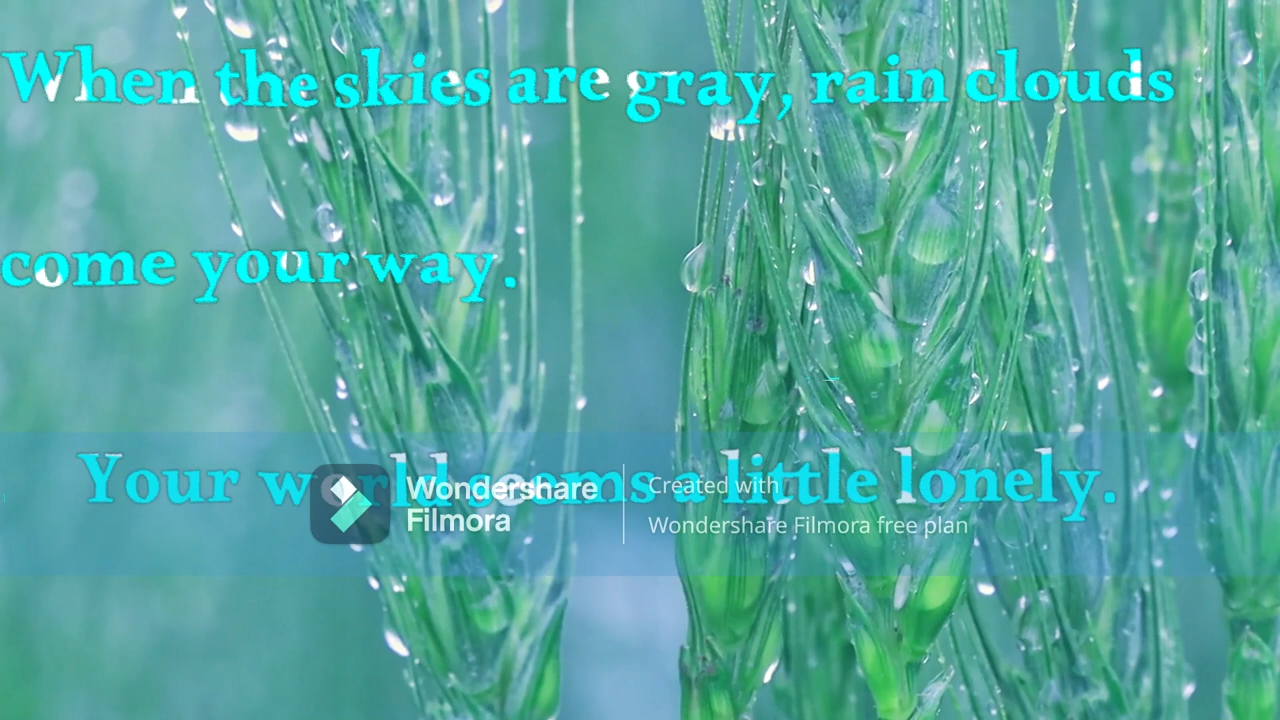 When the skies are gray, rain clouds
come your way.
Your world seems a little lonely.
Wondershare
Filmora
Created with
Wondershare Filmora free plan